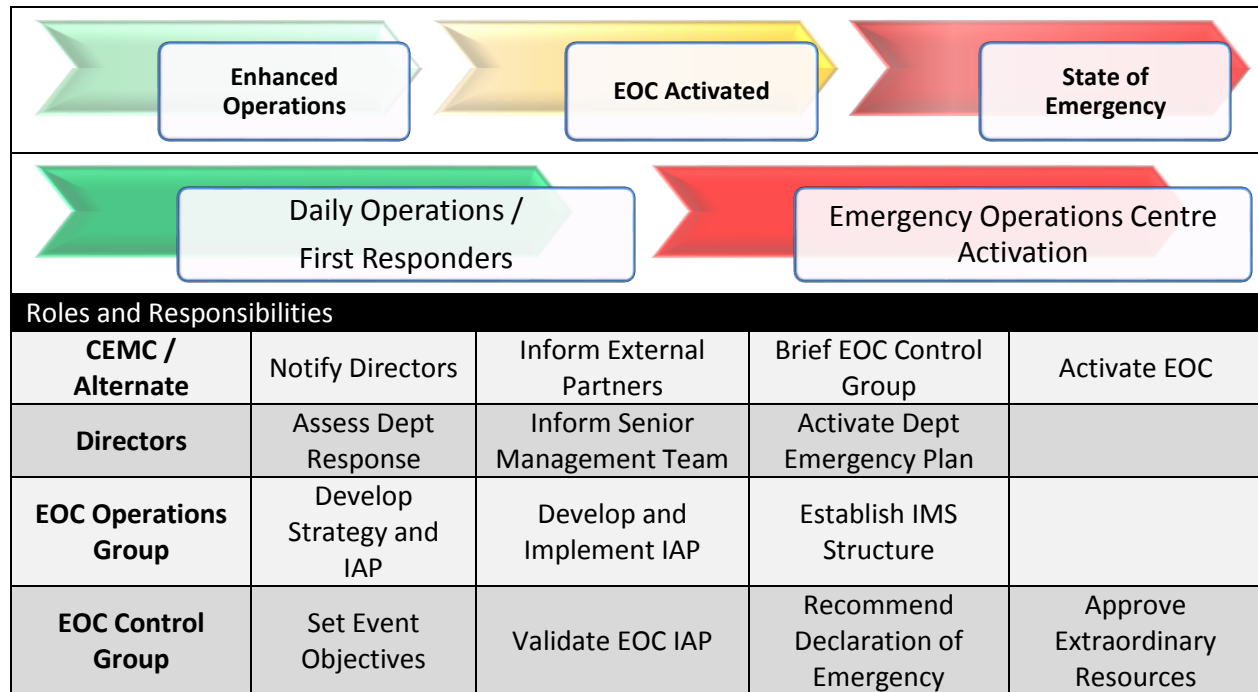 Enhanced
Operations
EOC Activated
State of
Emergency
Daily Operations /
First Responders
Emergency Operations Centre
Activation
Roles and Responsibilities
CEMC /
Alternate
Notify Directors
Inform External
Partners
Brief EOC Control
Group
Activate EOC
Directors
Assess Dept
Response
Inform Senior
Management Team
Activate Dept
Emergency Plan
EOC Operations
Group
Develop
Strategy and
IAP
Develop and
Implement IAP
Establish IMS
Structure
EOC Control
Group
Set Event
Objectives
Validate EOC IAP
Recommend
Declaration of
Emergency
Approve
Extraordinary
Resources